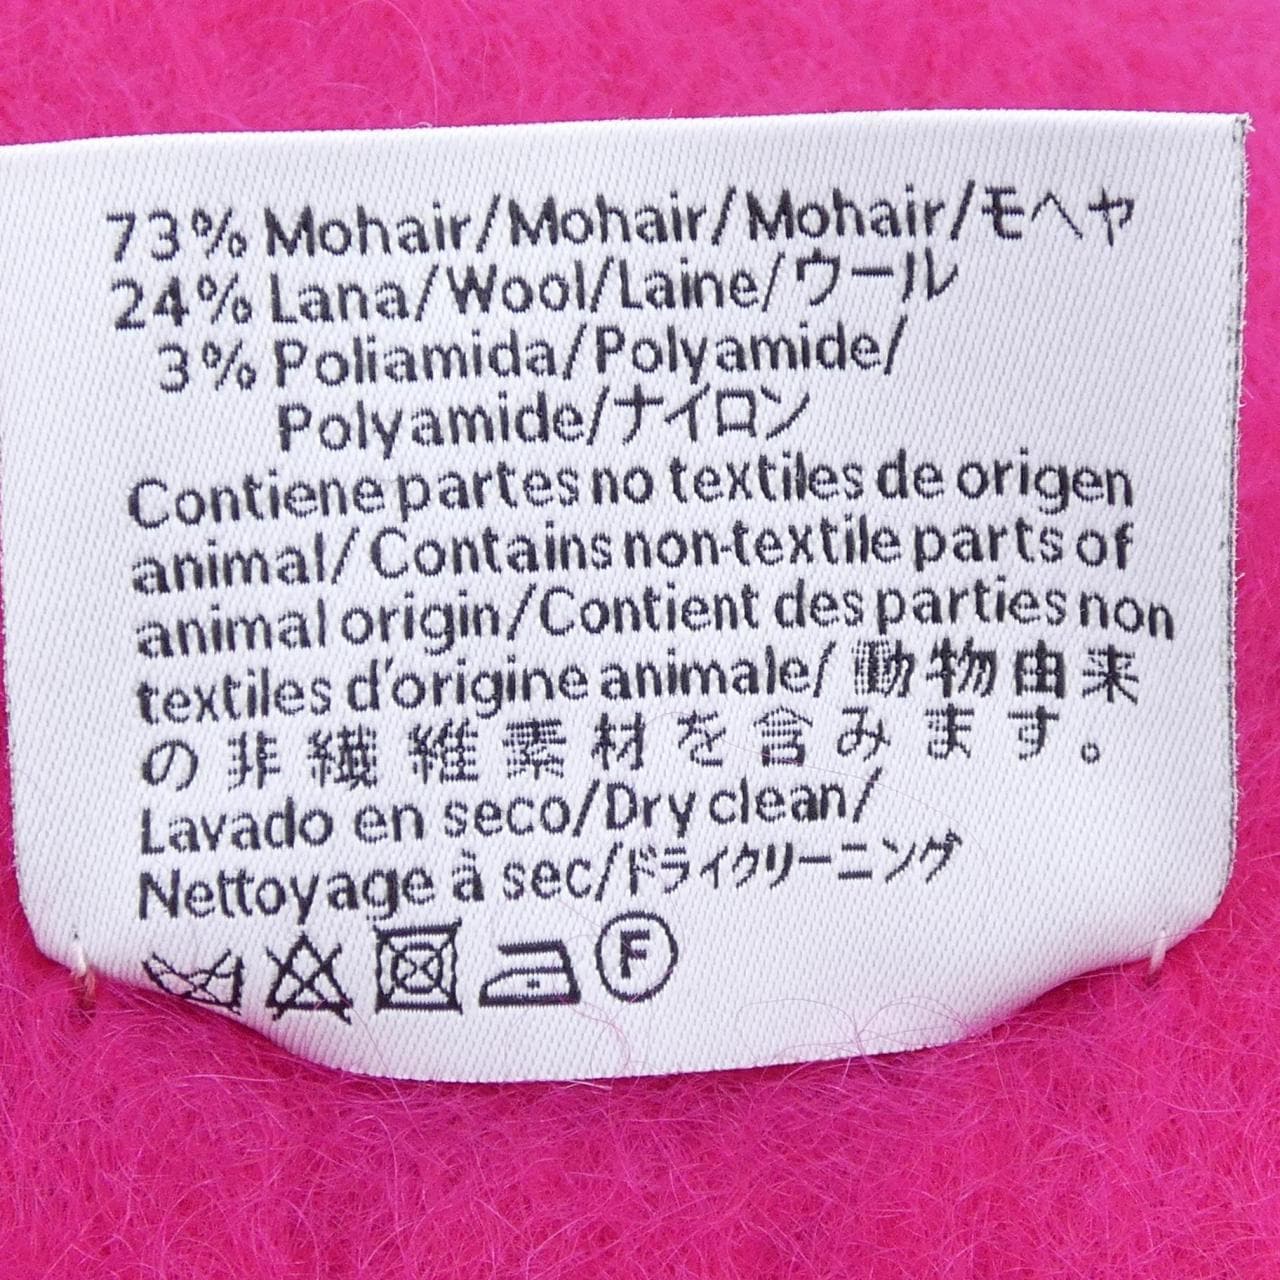 73% Mohair/Mohair/Mohair/モヘヤ
24% Lana/Wool/Laine/ウール
3% Poliamida/Polyamide/
Polyamide/ナイロン
Contiene partes no textiles de origen
animal/Contains non-textile parts of
animal origin/Contient des parties non
textiles d'origine animale/動物由来
の非繊維素材を含みます。
Lavado en seco/Dry clean/
Nettoyage à sec/ドライクリーニング
F